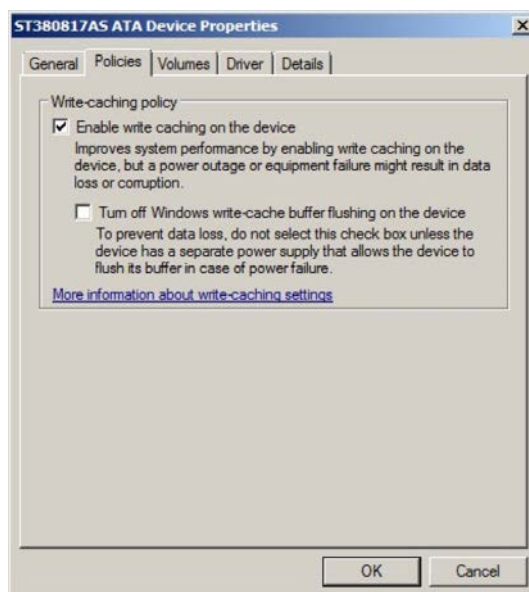 ST380817AS ATA Device Properties
General Policies Volumes Driver Details
Write-caching policy
Enable write caching on the device
Improves system performance by enabling write caching on the
device, but a power outage or equipment failure might result in data
loss or corruption.
Turn off Windows write-cache buffer flushing on the device
To prevent data loss, do not select this check box unless the
device has a separate power supply that allows the device to
flush its buffer in case of power failure.
More information about write-caching settings
OK Cancel